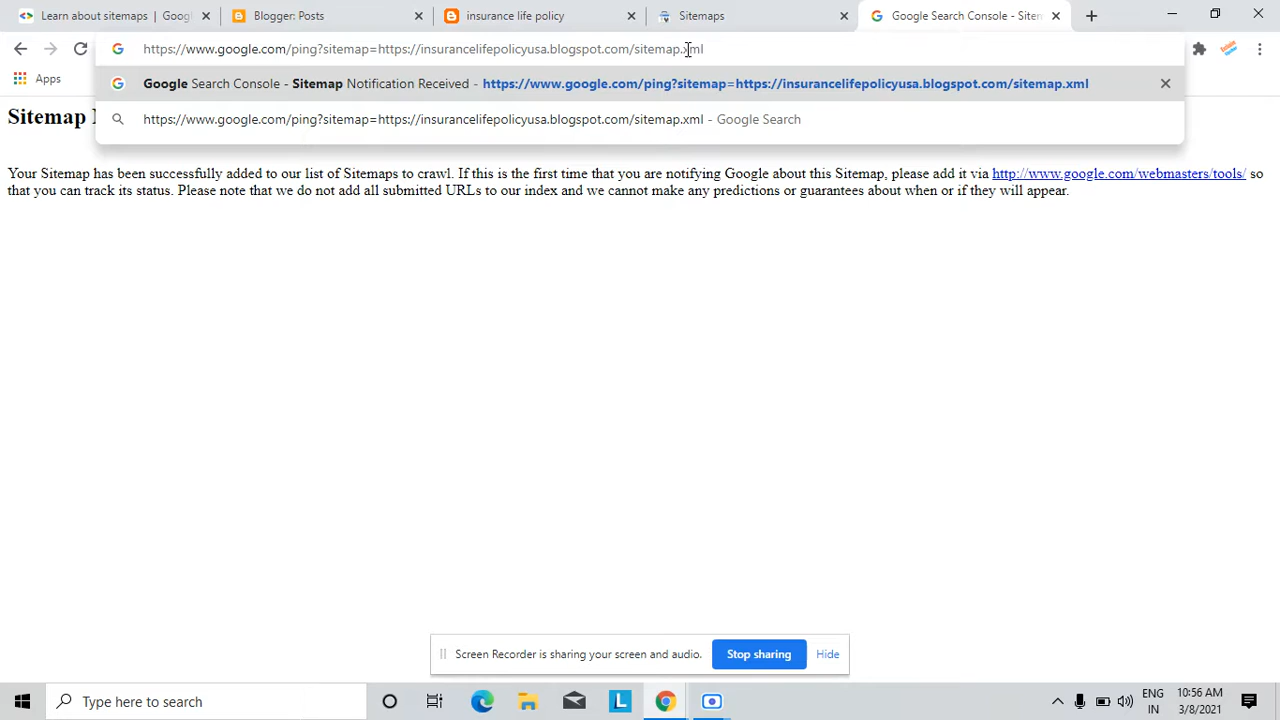 Learn about sitemaps | Goog
Blogger: Posts
insurance life policy
Sitemaps
Google Search Console - Sitem
https://www.google.com/ping?sitemap=https://insurancelifepolicyusa.blogspot.com/sitemap.xml
Apps
Google Search Console - Sitemap Notification Received - https://www.google.com/ping?sitemap=https://insurancelifepolicyusa.blogspot.com/sitemap.xml
https://www.google.com/ping?sitemap=https://insurancelifepolicyusa.blogspot.com/sitemap.xml - Google Search
Sitemap
Your Sitemap has been successfully added to our list of Sitemaps to crawl. If this is the first time that you are notifying Google about this Sitemap, please add it via http://www.google.com/webmasters/tools/ so
that you can track its status. Please note that we do not add all submitted URLs to our index and we cannot make any predictions or guarantees about when or if they will appear.
Screen Recorder is sharing your screen and audio.
Stop sharing
Hide
Type here to search
L
ENG
IN
10:56 AM
3/8/2021